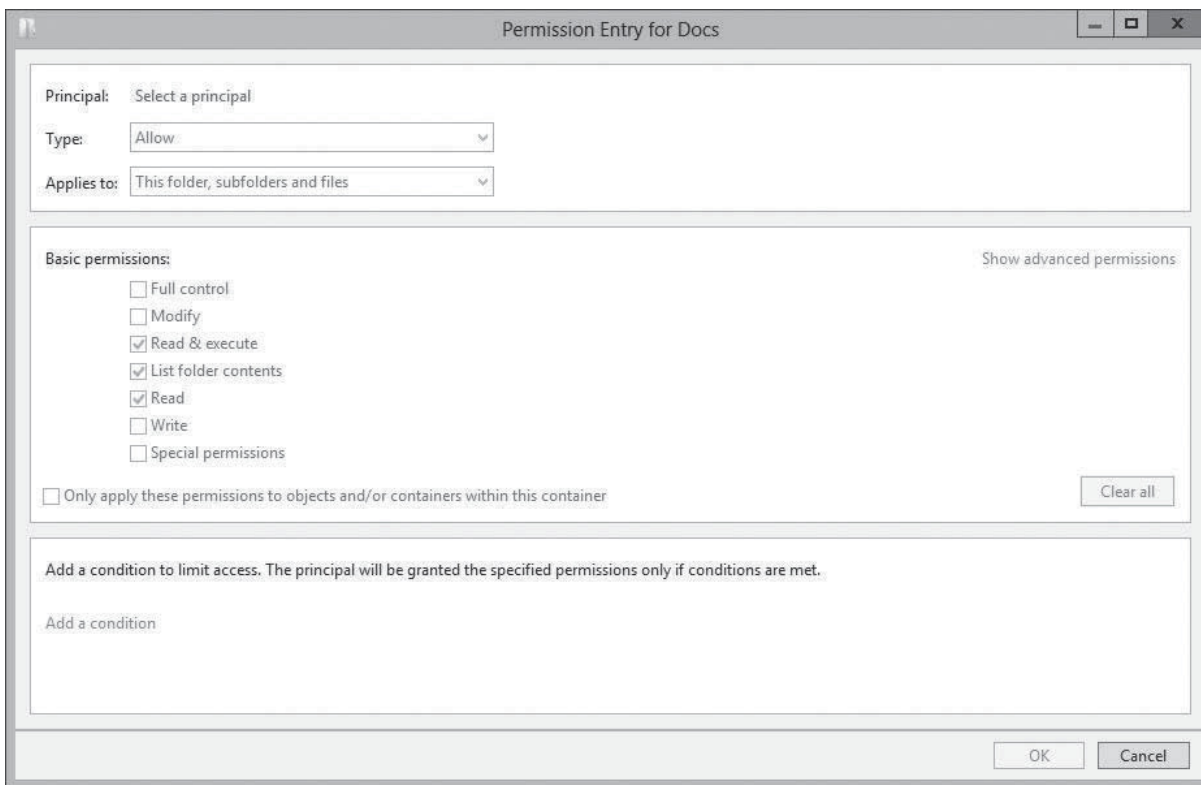 Permission Entry for Docs
Principal: Select a principal
Type: Allow
Applies to: This folder, subfolders and files
Basic permissions: Show advanced permissions
Full control
Modify
Read & execute
List folder contents
Read
Write
Special permissions
Only apply these permissions to objects and/or containers within this container Clear all
Add a condition to limit access. The principal will be granted the specified permissions only if conditions are met.
Add a condition
OK Cancel